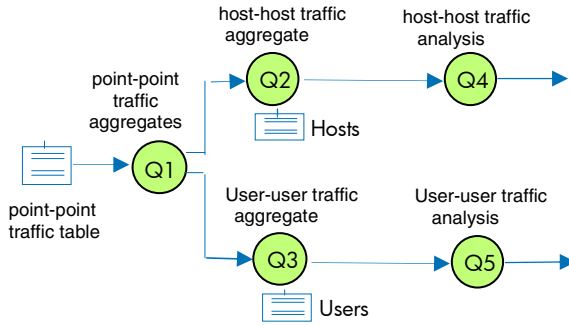 host-host traffic
aggregate
host-host traffic
analysis
point-point
traffic
aggregates
Q2
Q4
Hosts
Q1
point-point
traffic table
User-user traffic
aggregate
User-user traffic
analysis
Q3
Q5
Users